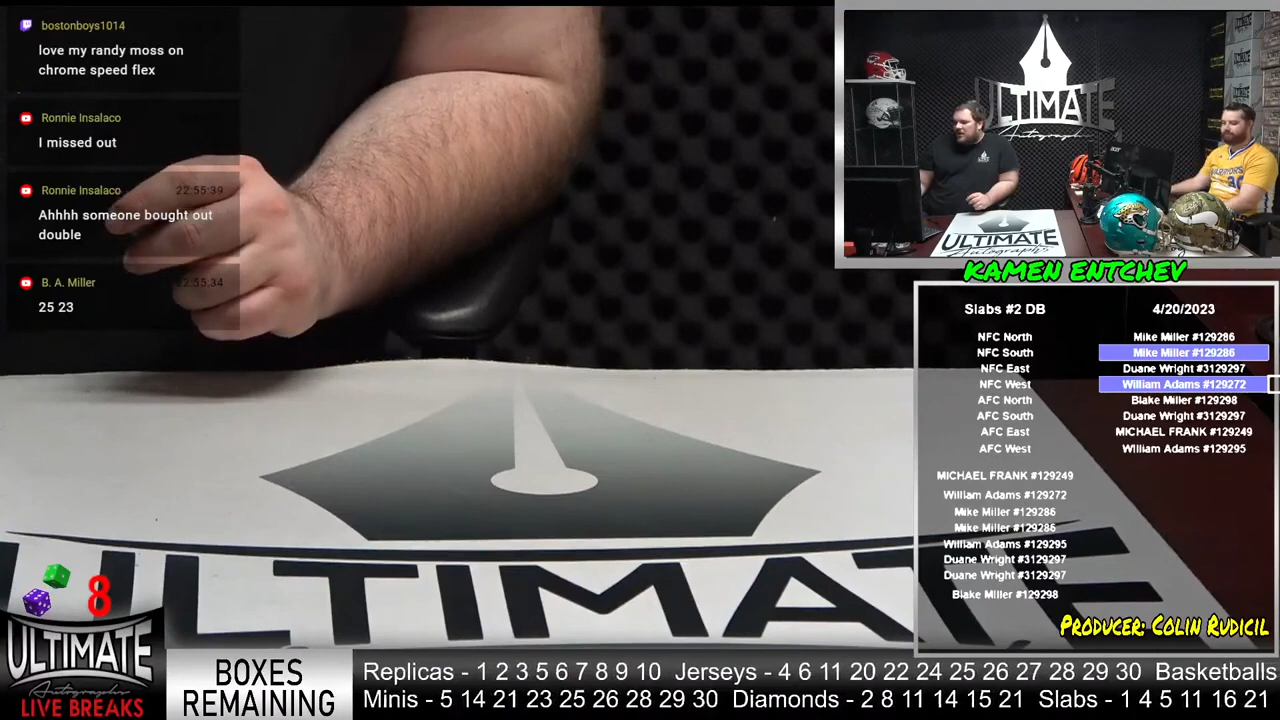 bostonboys1014
love my randy moss on
chrome speed flex
Ronnie Insalaco
I missed out
Ronnie Insalaco 22:55:39
Ahhhh someone bought out
double
B. A. Miller 22:55:34
25 23
ULTIMATE
Autographs
WARRIORS
ULTIMATE
Autographs
KAMEN ENTCHEV
Slabs #2 DB 4/20/2023
NFC North Mike Miller #129286
NFC South Mike Miller #129286
NFC East Duane Wright #3129297
NFC West William Adams #129272
AFC North Blake Miller #129298
AFC South Duane Wright #3129297
AFC East MICHAEL FRANK #129249
AFC West William Adams #129295
MICHAEL FRANK #129249
William Adams #129272
Mike Miller #129286
Mike Miller #129286
William Adams #129295
Duane Wright #3129297
Duane Wright #3129297
Blake Miller #129298
PRODUCER: COLIN RUDICIL
ULTIMATE
8
ULTIMATE
Autographs
LIVE BREAKS
BOXES
REMAINING
Replicas - 1 2 3 5 6 7 8 9 10 Jerseys - 4 6 11 20 22 24 25 26 27 28 29 30 Basketballs
Minis - 5 14 21 23 25 26 28 29 30 Diamonds - 2 8 11 14 15 21 Slabs - 1 4 5 11 16 21